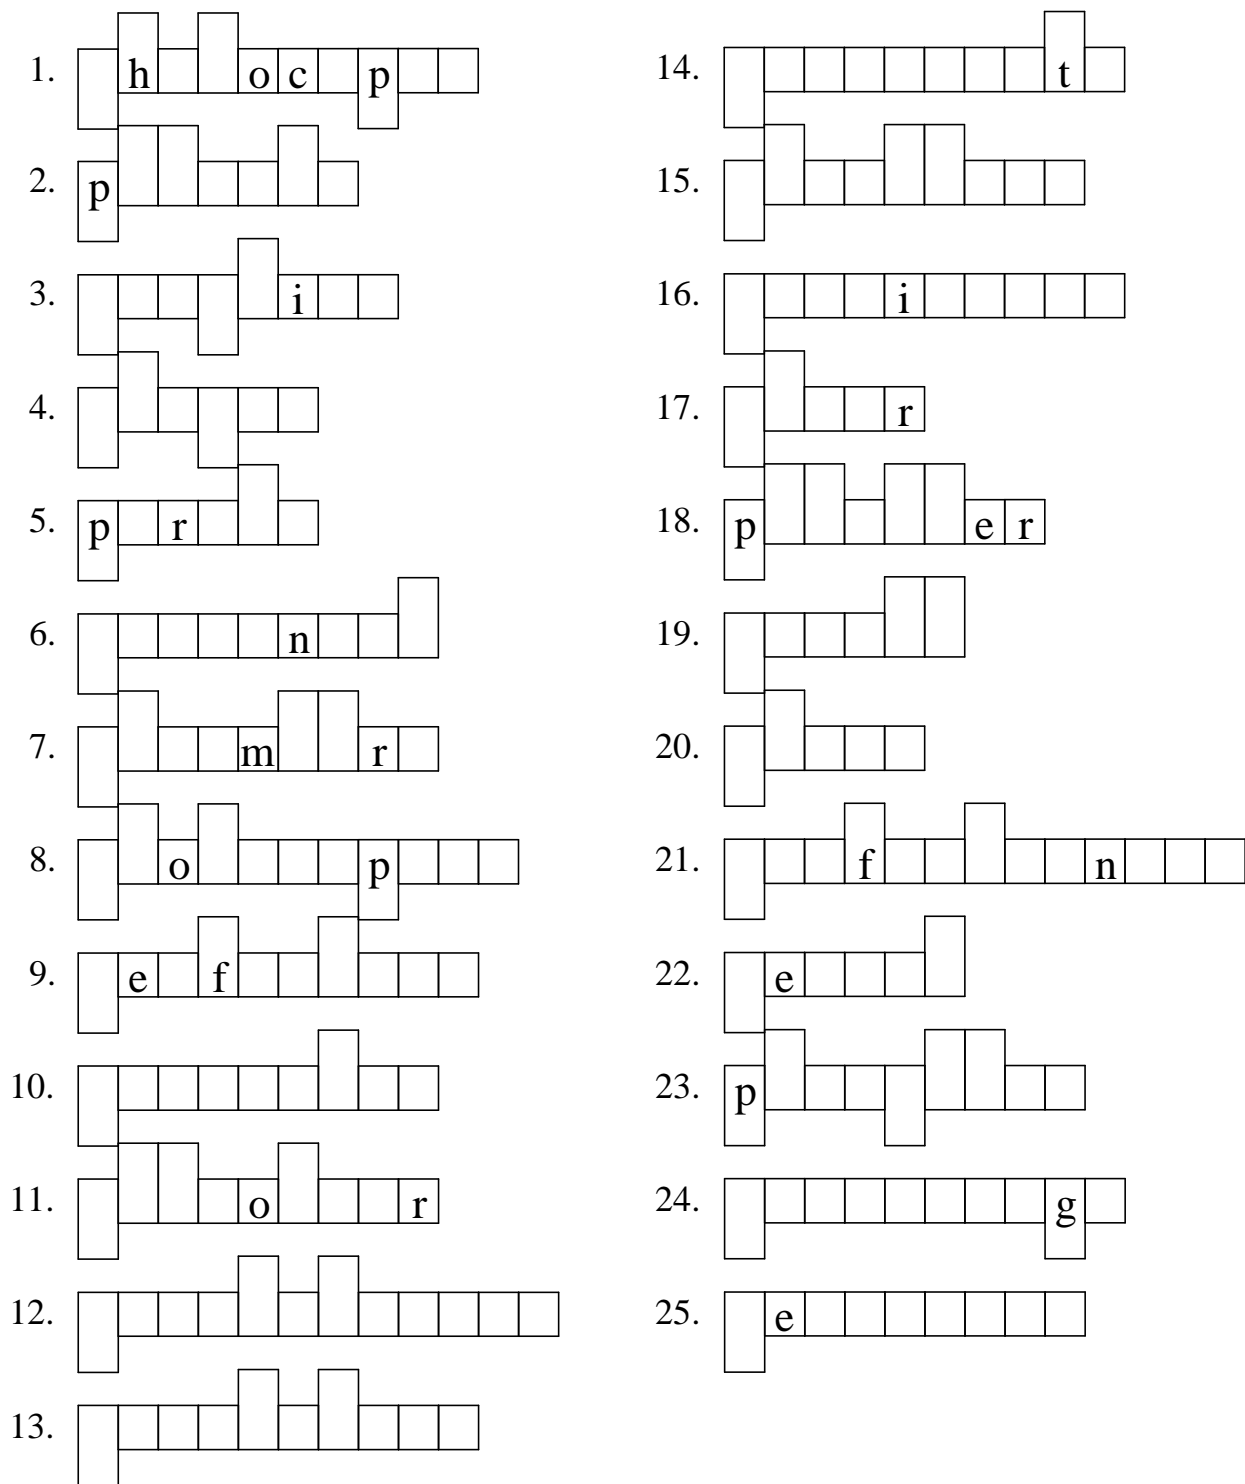 1. h o c p
2. p
3. i
4.
5. p r
6. n
7. m r
8. o p
9. e f
10.
11. o r
12.
13.
14. t
15.
16. i
17. r
18. p e r
19.
20.
21. f n
22. e
23. p
24. g
25. e